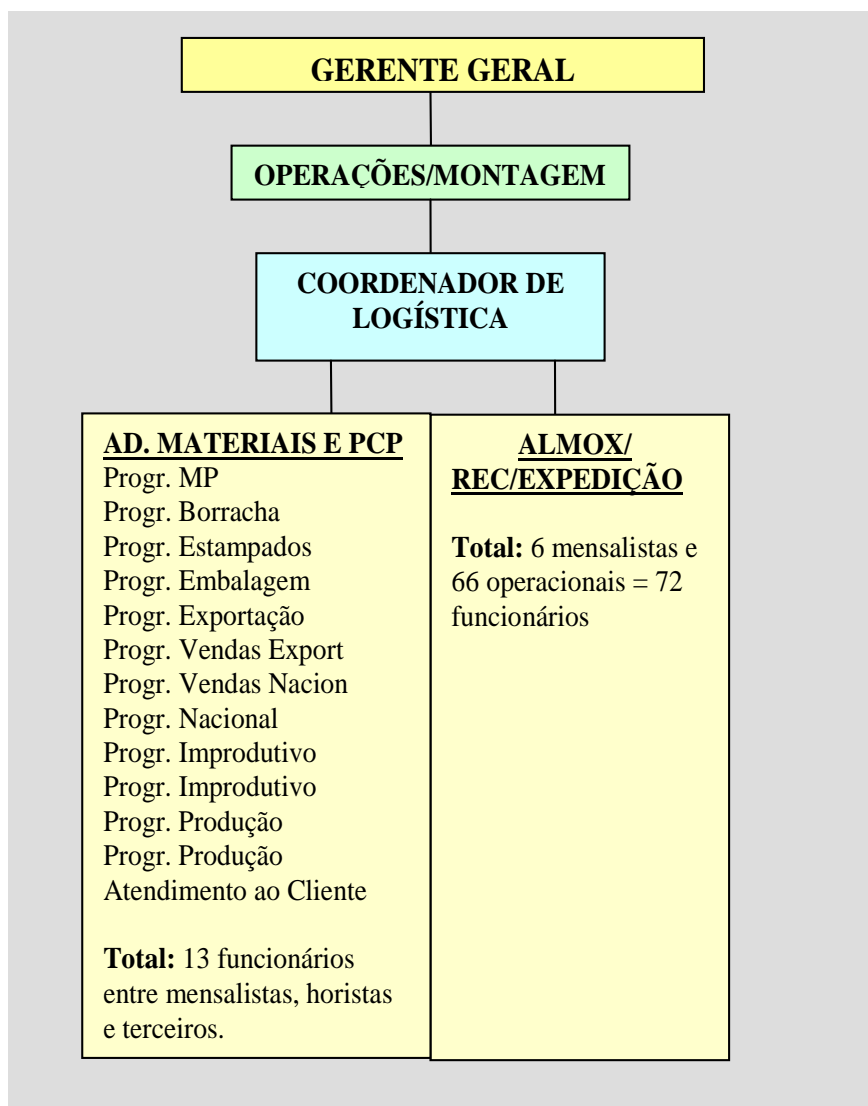 GERENTE GERAL
OPERAÇÕES/MONTAGEM
COORDENADOR DE
LOGÍSTICA
AD. MATERIAIS E PCP
Progr. MP
Progr. Borracha
Progr. Estampados
Progr. Embalagem
Progr. Exportação
Progr. Vendas Export
Progr. Vendas Nacion
Progr. Nacional
Progr. Improdutivo
Progr. Improdutivo
Progr. Produção
Progr. Produção
Atendimento ao Cliente
Total: 13 funcionários
entre mensalistas, horistas
e terceiros.
ALMOX/
REC/EXPEDIÇÃO
Total: 6 mensalistas e
66 operacionais = 72
funcionários